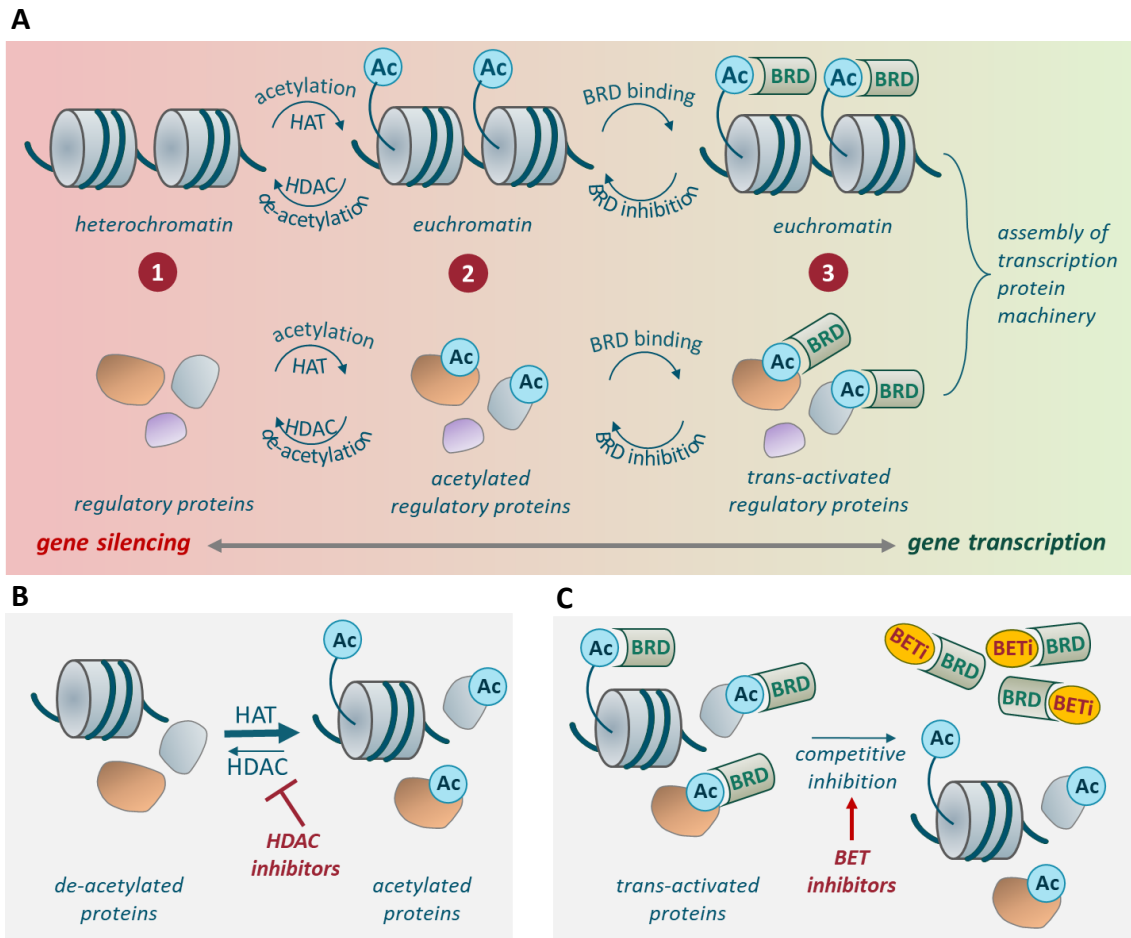 A
Ac
Ac
Ac
BRD
Ac
BRD
acetylation
HAT
HDAC
de-acetylation
BRD binding
BRD inhibition
heterochromatin
euchromatin
euchromatin
1
2
3
assembly of
transcription
protein
machinery
acetylation
HAT
HDAC
de-acetylation
Ac
Ac
BRD binding
BRD inhibition
Ac
BRD
Ac
BRD
regulatory proteins
acetylated
regulatory proteins
trans-activated
regulatory proteins
gene silencing
gene transcription
B
HAT
HDAC
Ac
Ac
Ac
HDAC
inhibitors
de-acetylated
proteins
acetylated
proteins
C
Ac
BRD
Ac
BRD
Ac
BRD
competitive
inhibition
BET
inhibitors
trans-activated
proteins
BETi
BRD
BETi
BRD
BRD
BETi
Ac
Ac
Ac